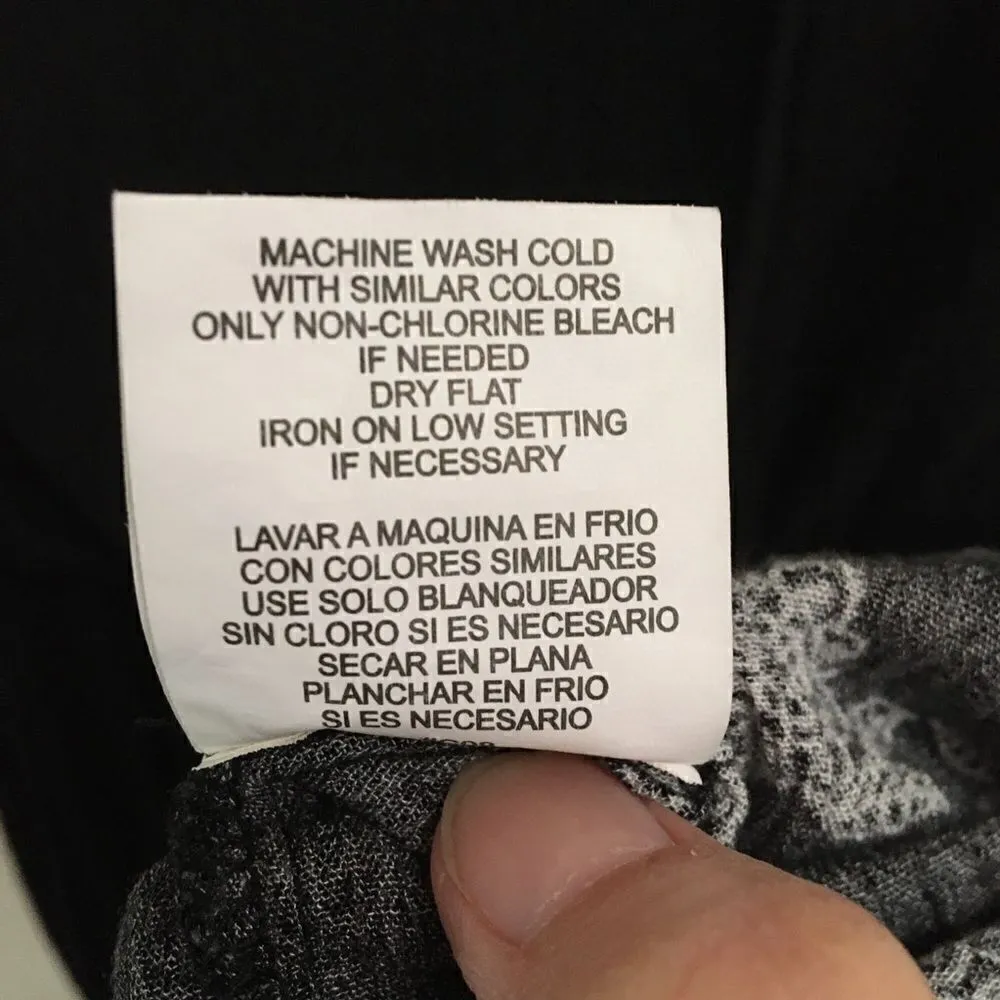 MACHINE WASH COLD
WITH SIMILAR COLORS
ONLY NON-CHLORINE BLEACH
IF NEEDED
DRY FLAT
IRON ON LOW SETTING
IF NECESSARY
LAVAR A MAQUINA EN FRIO
CON COLORES SIMILARES
USE SOLO BLANQUEADOR
SIN CLORO SI ES NECESARIO
SECAR EN PLANA
PLANCHAR EN FRIO
SI ES NECESARIO